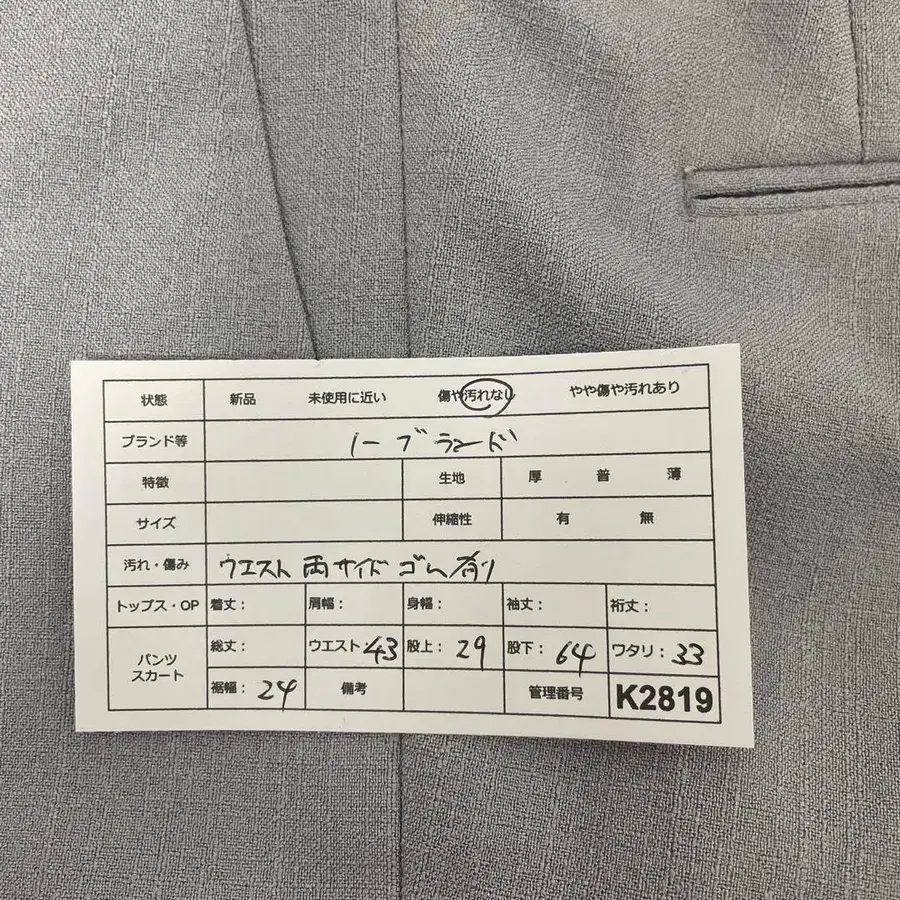 状態 新品 未使用に近い 傷や汚れなし やや傷や汚れあり
ブランド等 ノーブランド
特徴 生地 厚 普 薄
サイズ 伸縮性 有 無
汚れ・傷み ウエスト両サイドゴム有り
トップス・OP 着丈: 肩幅: 身幅: 袖丈: 裄丈:
パンツ スカート 総丈: ウエスト:43 股上: 29 股下: 64 ワタリ: 33
裾幅: 24 備考 管理番号 K2819